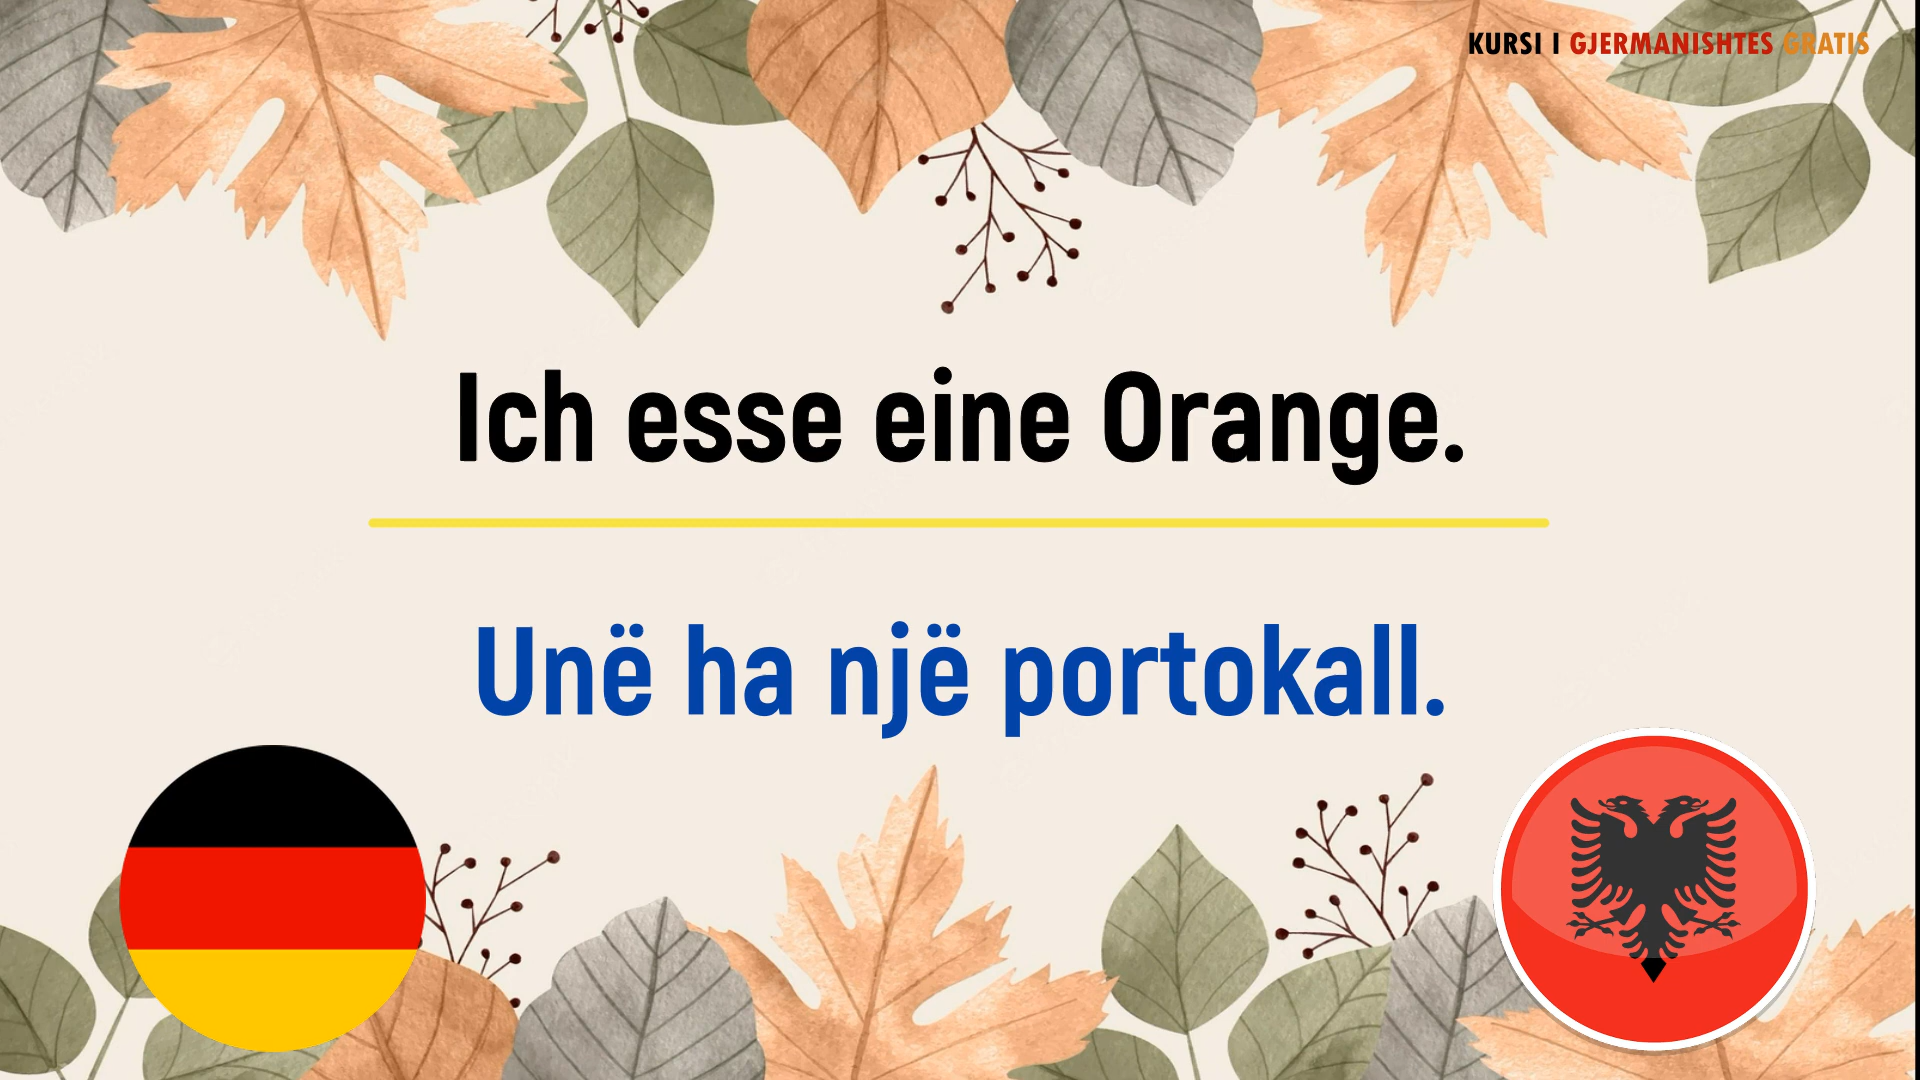 KURSI I GJERMANISHTES GRATIS
Ich esse eine Orange.
Unë ha një portokall.